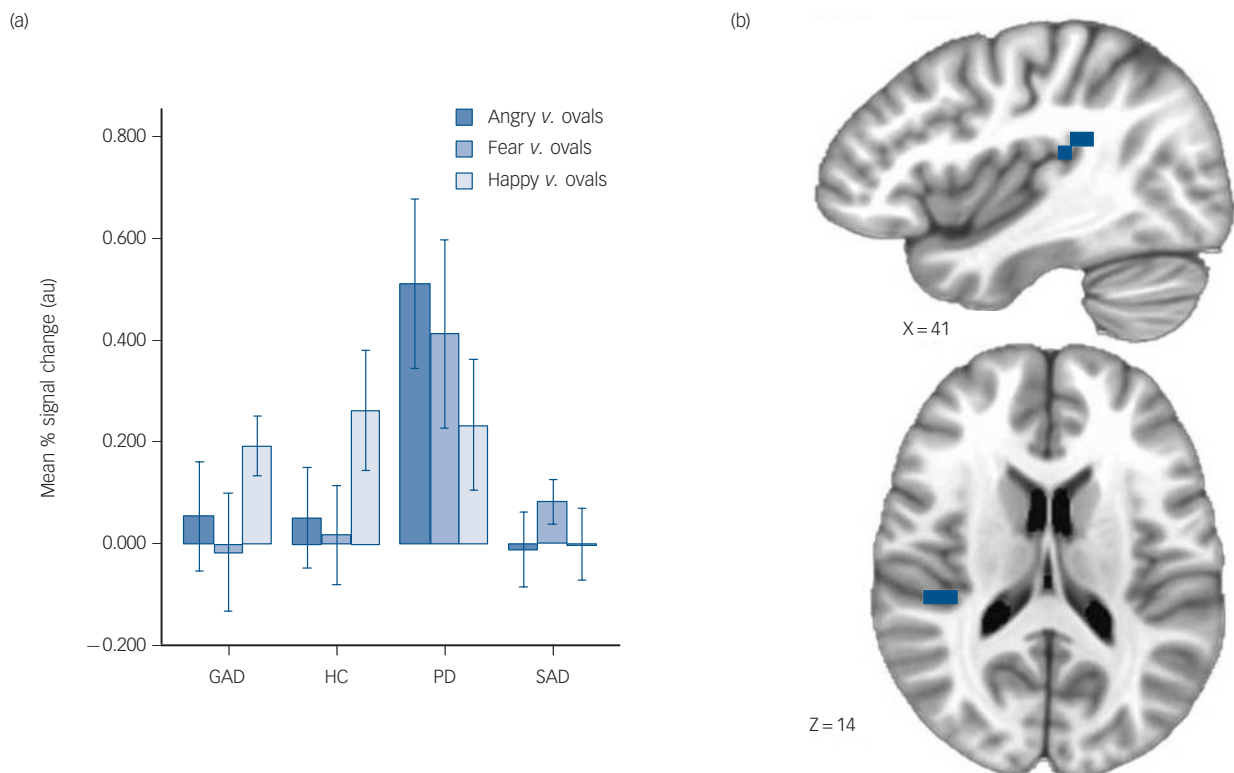 (a)
Mean % signal change (au)
0.800
0.600
0.400
0.200
0.000
−0.200
Angry v. ovals
Fear v. ovals
Happy v. ovals
GAD HC PD SAD
(b)
X = 41
Z = 14